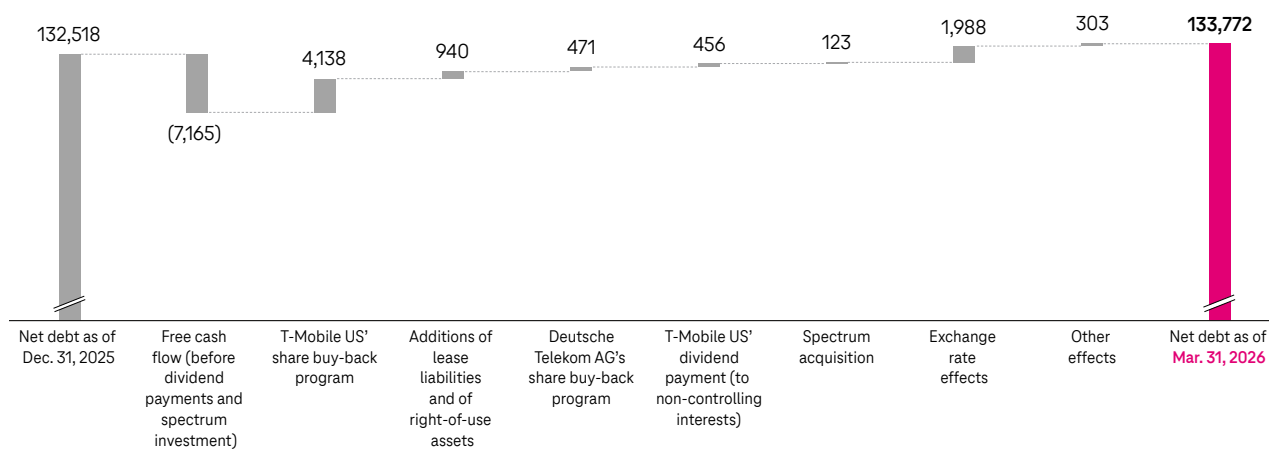 132,518
(7,165)
4,138
940
471
456
123
1,988
303
133,772
Net debt as of
Dec. 31, 2025
Free cash
flow (before
dividend
payments and
spectrum
investment)
T-Mobile US’
share buy-back
program
Additions of
lease
liabilities
and of
right-of-use
assets
Deutsche
Telekom AG’s
share buy-back
program
T-Mobile US’
dividend
payment (to
non-controlling
interests)
Spectrum
acquisition
Exchange
rate
effects
Other
effects
Net debt as of
Mar. 31, 2026